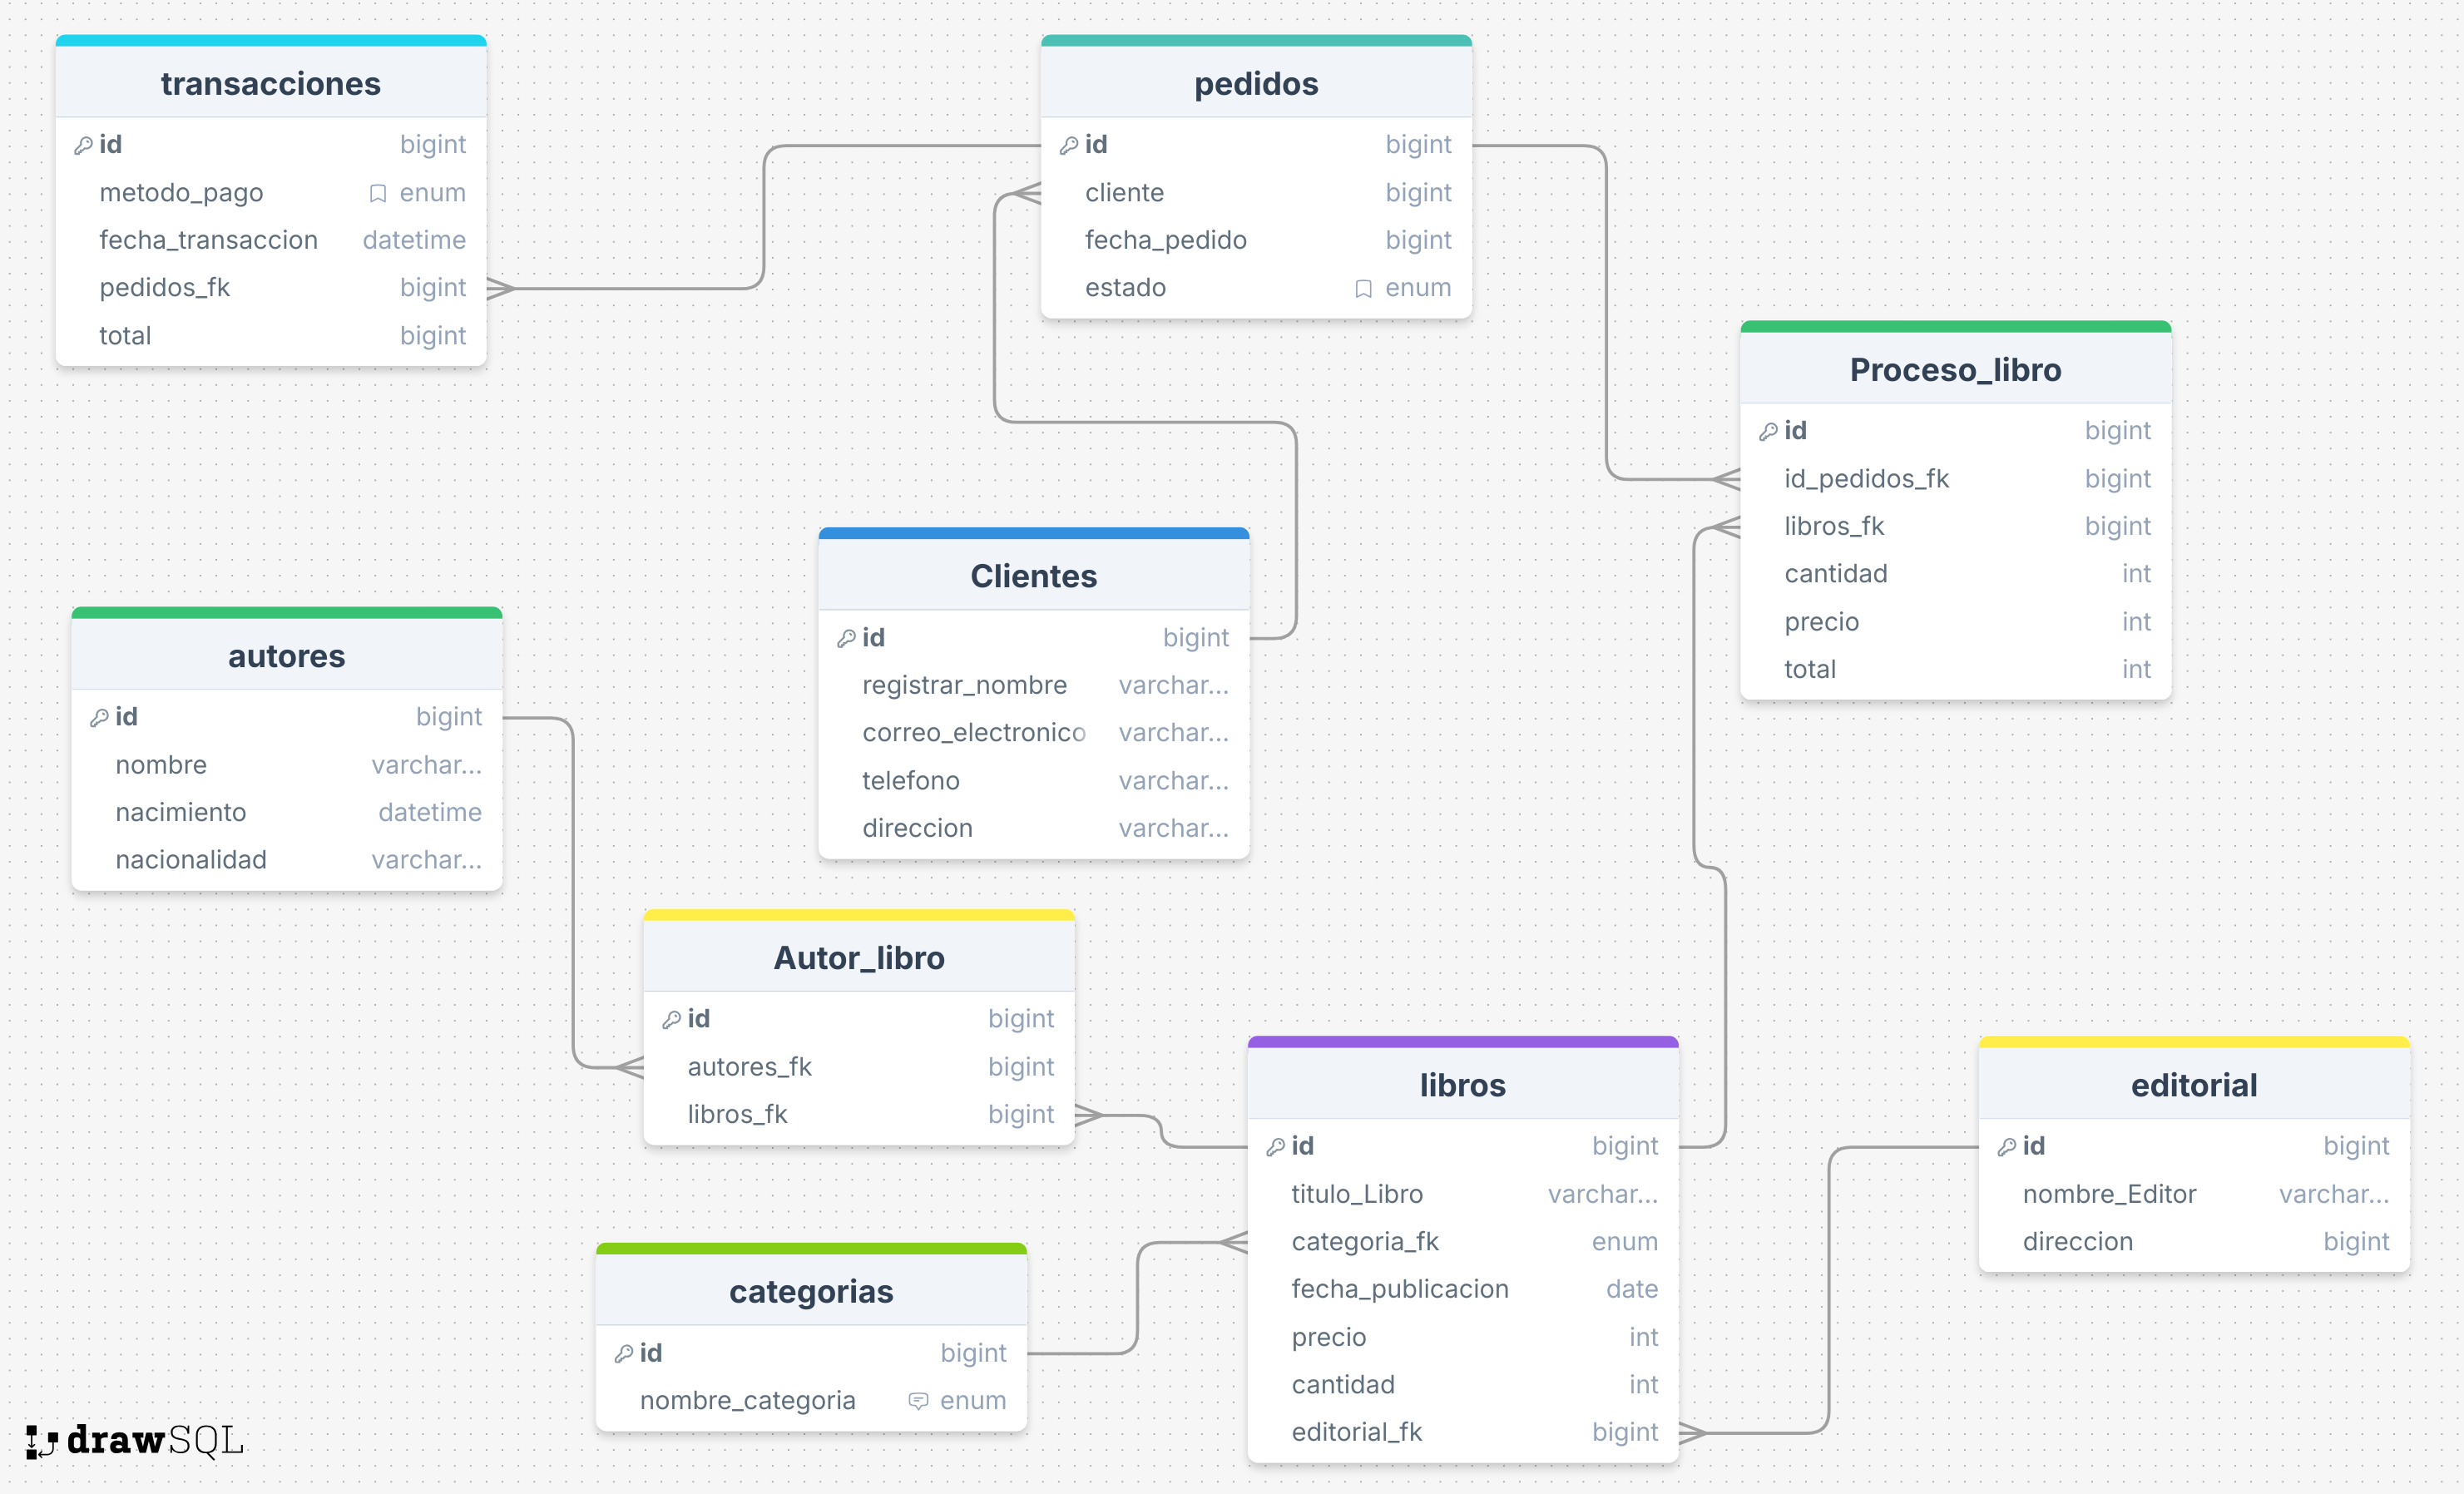 transacciones
id bigint
metodo_pago enum
fecha_transaccion datetime
pedidos_fk bigint
total bigint
pedidos
id bigint
cliente bigint
fecha_pedido bigint
estado enum
Proceso_libro
id bigint
id_pedidos_fk bigint
libros_fk bigint
cantidad int
precio int
total int
Clientes
id bigint
registrar_nombre varchar...
correo_electronico varchar...
telefono varchar...
direccion varchar...
autores
id bigint
nombre varchar...
nacimiento datetime
nacionalidad varchar...
Autor_libro
id bigint
autores_fk bigint
libros_fk bigint
libros
id bigint
titulo_Libro varchar...
categoria_fk enum
fecha_publicacion date
precio int
cantidad int
editorial_fk bigint
editorial
id bigint
nombre_Editor varchar...
direccion bigint
categorias
id bigint
nombre_categoria enum
drawSQL